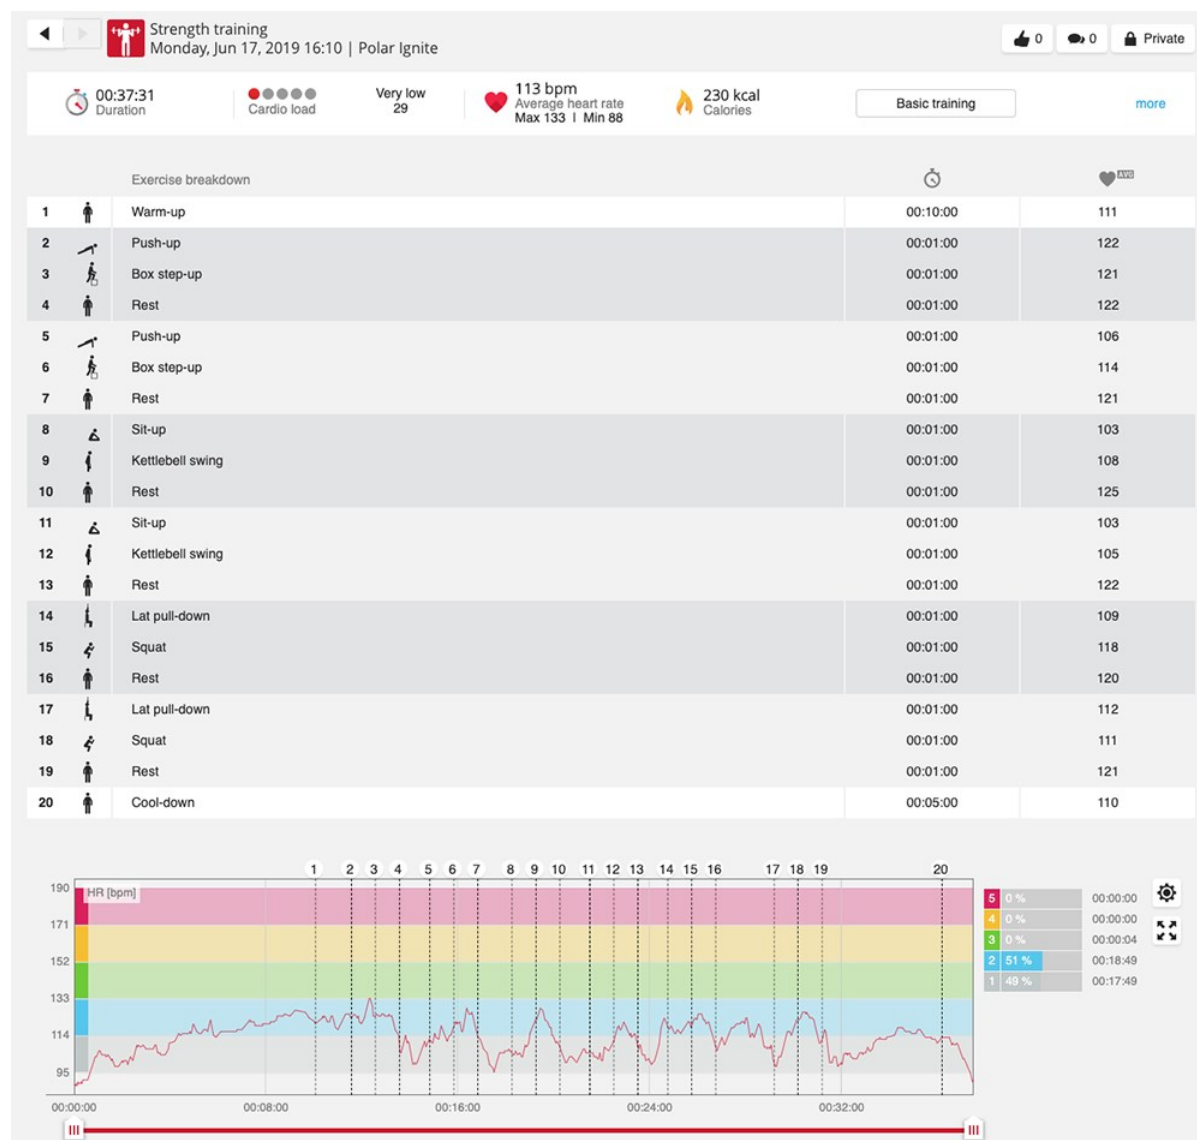 Strength training
Monday, Jun 17, 2019 16:10 | Polar Ignite
0 0 Private
00:37:31
Duration
Cardio load
Very low
29
113 bpm
Average heart rate
Max 133 | Min 88
230 kcal
Calories
Basic training
more
Exercise breakdown AVG
1 Warm-up 00:10:00 111
2 Push-up 00:01:00 122
3 Box step-up 00:01:00 121
4 Rest 00:01:00 122
5 Push-up 00:01:00 106
6 Box step-up 00:01:00 114
7 Rest 00:01:00 121
8 Sit-up 00:01:00 103
9 Kettlebell swing 00:01:00 108
10 Rest 00:01:00 125
11 Sit-up 00:01:00 103
12 Kettlebell swing 00:01:00 105
13 Rest 00:01:00 122
14 Lat pull-down 00:01:00 109
15 Squat 00:01:00 118
16 Rest 00:01:00 120
17 Lat pull-down 00:01:00 112
18 Squat 00:01:00 111
19 Rest 00:01:00 121
20 Cool-down 00:05:00 110
1 2 3 4 5 6 7 8 9 10 11 12 13 14 15 16 17 18 19 20
HR [bpm]
190
171
152
133
114
95
00:00:00 00:08:00 00:16:00 00:24:00 00:32:00
5 0 % 00:00:00
4 0 % 00:00:00
3 0 % 00:00:04
2 51 % 00:18:49
1 49 % 00:17:49